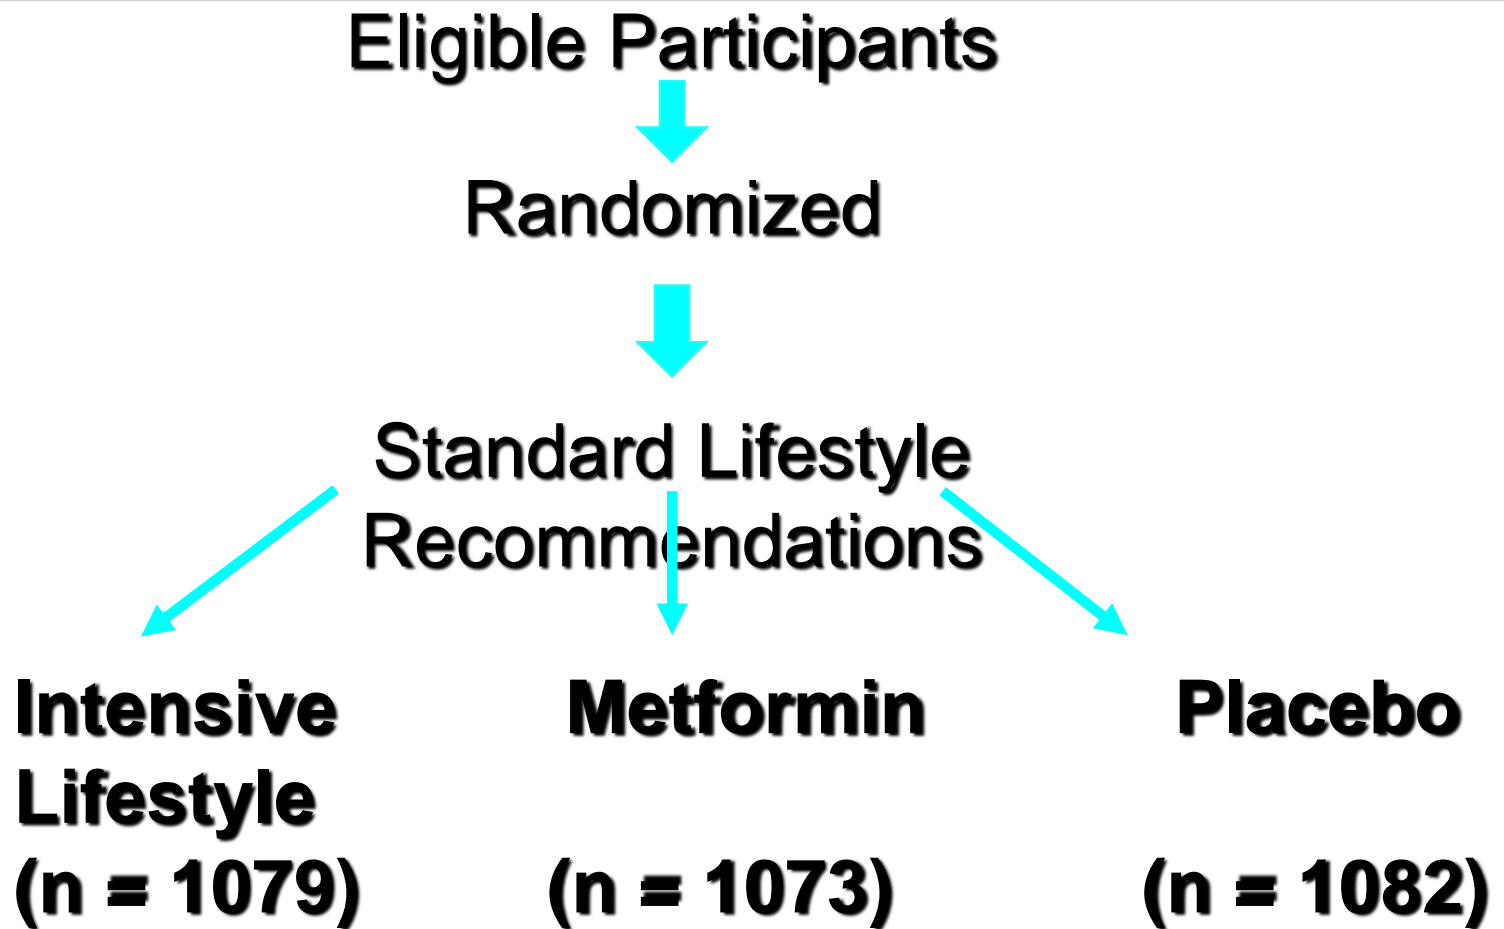 Eligible Participants
Randomized
Standard Lifestyle
Recommendations
Intensive
Lifestyle
(n = 1079)
Metformin
(n = 1073)
Placebo
(n = 1082)